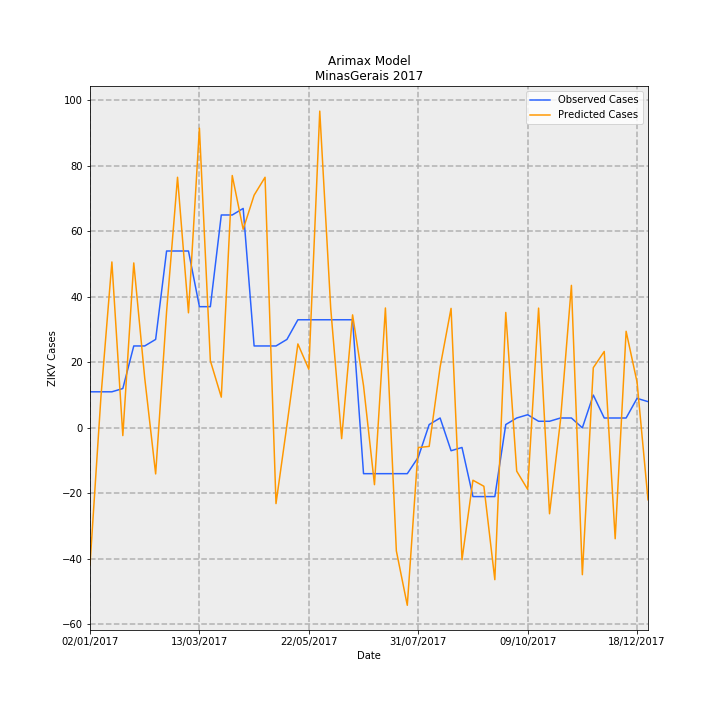 Arimax Model
MinasGerais 2017
Observed Cases
Predicted Cases
100
80
60
40
20
0
−20
−40
−60
ZIKV Cases
02/01/2017 13/03/2017 22/05/2017 31/07/2017 09/10/2017 18/12/2017
Date